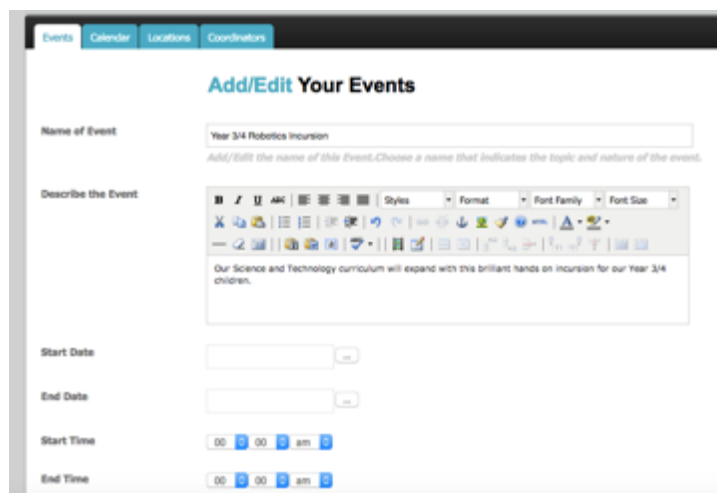 Events Calendar Locations Coordinators
Add/Edit Your Events
Name of Event
Year 3/4 Robotics Incursion
Add/Edit the name of this Event.Choose a name that indicates the topic and nature of the event.
Describe the Event
B I U ABC Styles Format Font Family Font Size
Our Science and Technology curriculum will expand with this brilliant hands on incursion for our Year 3/4
children.
Start Date
...
End Date
...
Start Time
00 00 am
End Time
00 00 am